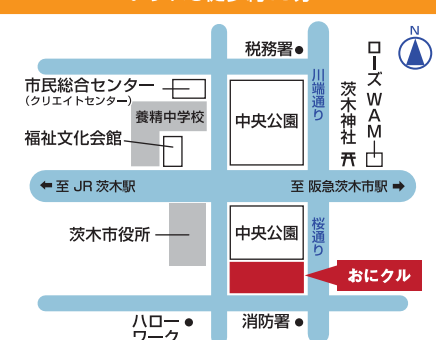 N
税務署
市民総合センター
(クリエイトセンター)
養精中学校
福祉文化会館
中央公園
川端通り
茨木神社
ローズWAM
← 至 JR 茨木駅
至 阪急茨木市駅 →
茨木市役所
中央公園
桜通り
おにクル
ハロー
ワーク
消防署